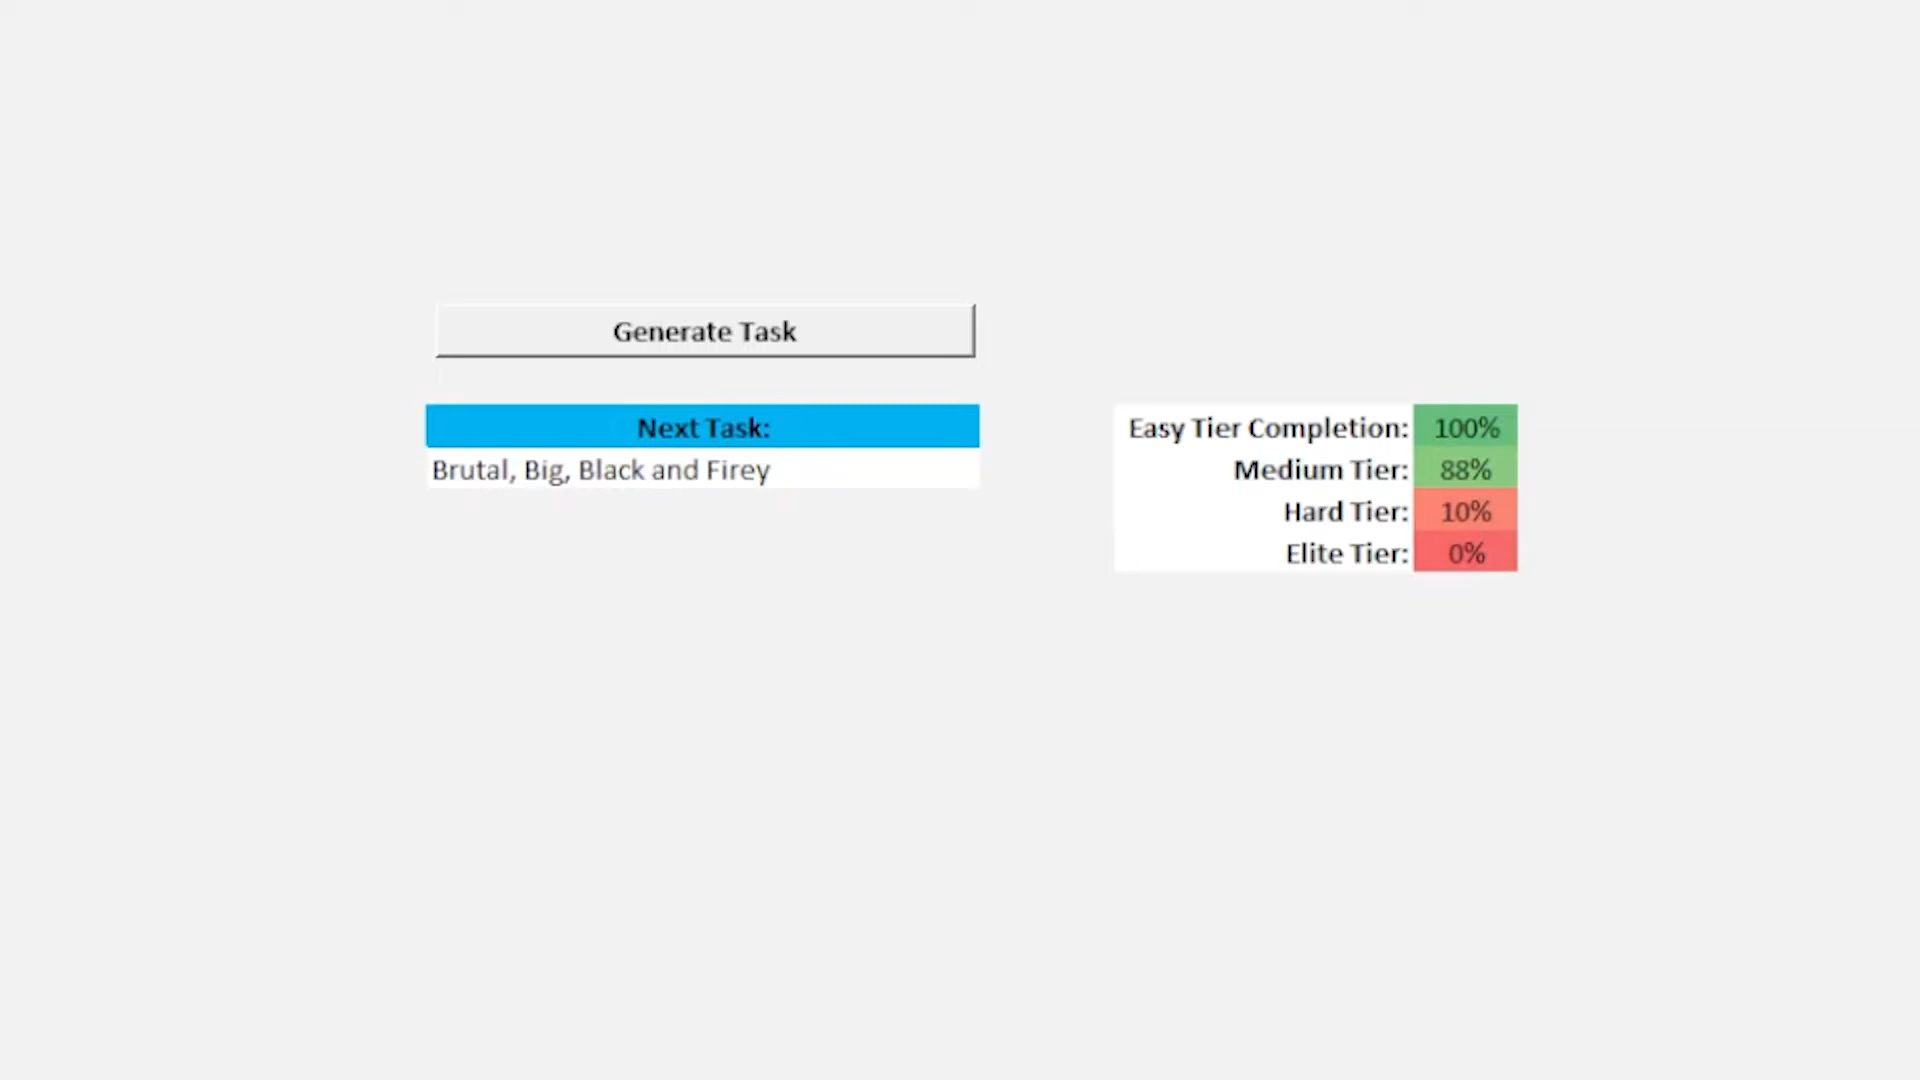 Generate Task
Next Task:
Brutal, Big, Black and Firey
Easy Tier Completion: 100%
Medium Tier: 88%
Hard Tier: 10%
Elite Tier: 0%